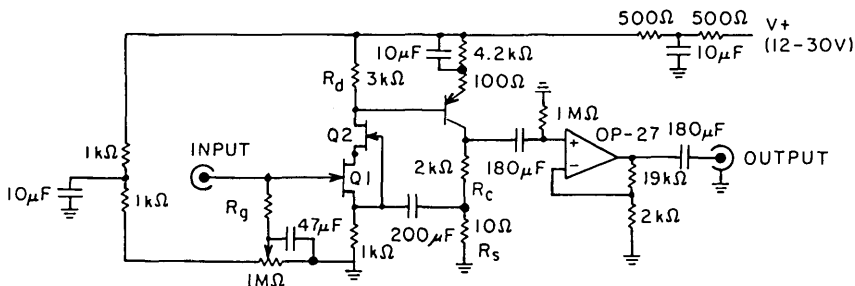 500Ω
500Ω
V+
(12-30V)
10μF
4.2kΩ
10μF
100Ω
Rd
3kΩ
1MΩ
OP-27
180μF
Q2
INPUT
1kΩ
Q1
+
−
OUTPUT
180μF
2kΩ
Rc
19kΩ
10μF
1kΩ
Rg
47μF
200μF
10Ω
2kΩ
1kΩ
Rs
1MΩ